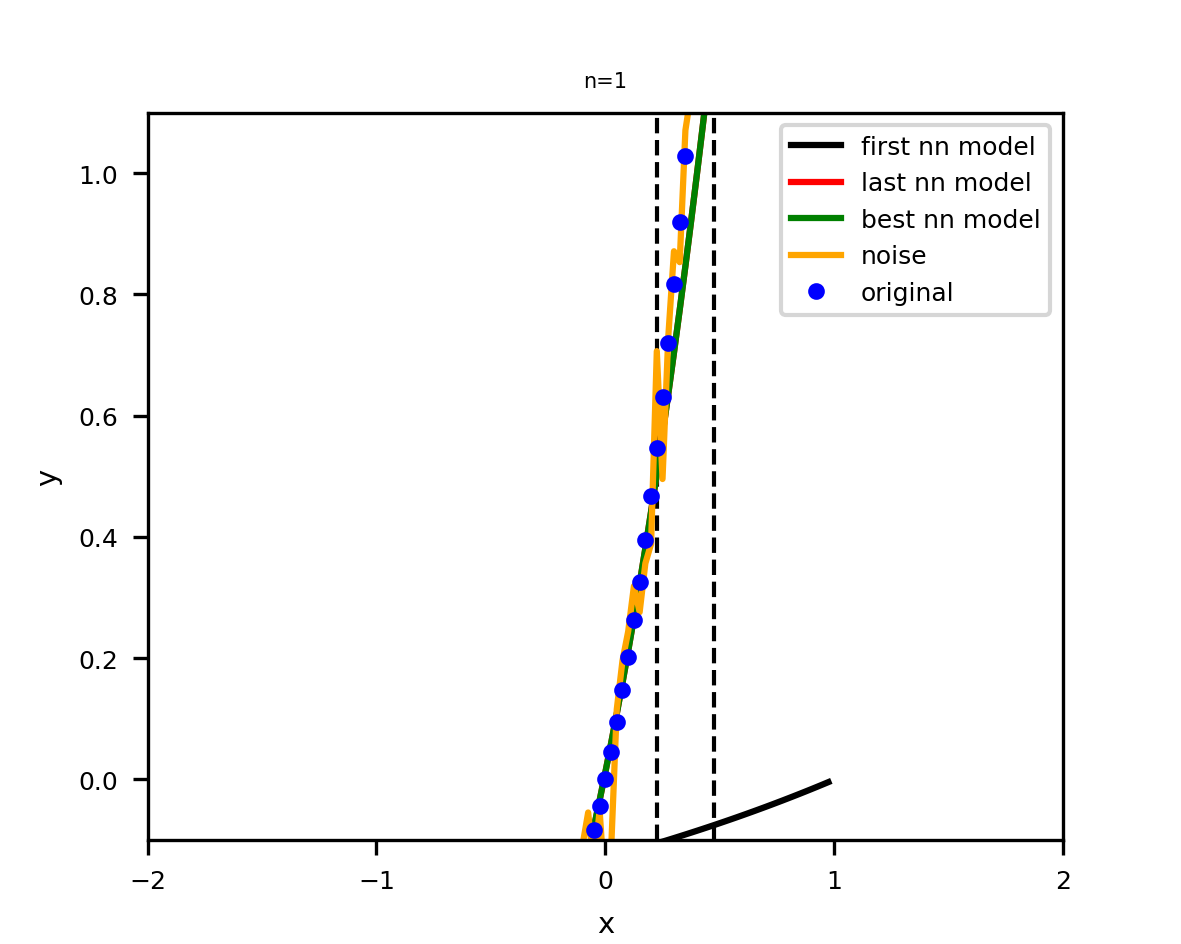 n=1
first nn model
last nn model
best nn model
noise
original
1.0
0.8
0.6
0.4
0.2
0.0
y
−2
−1
0
1
2
x